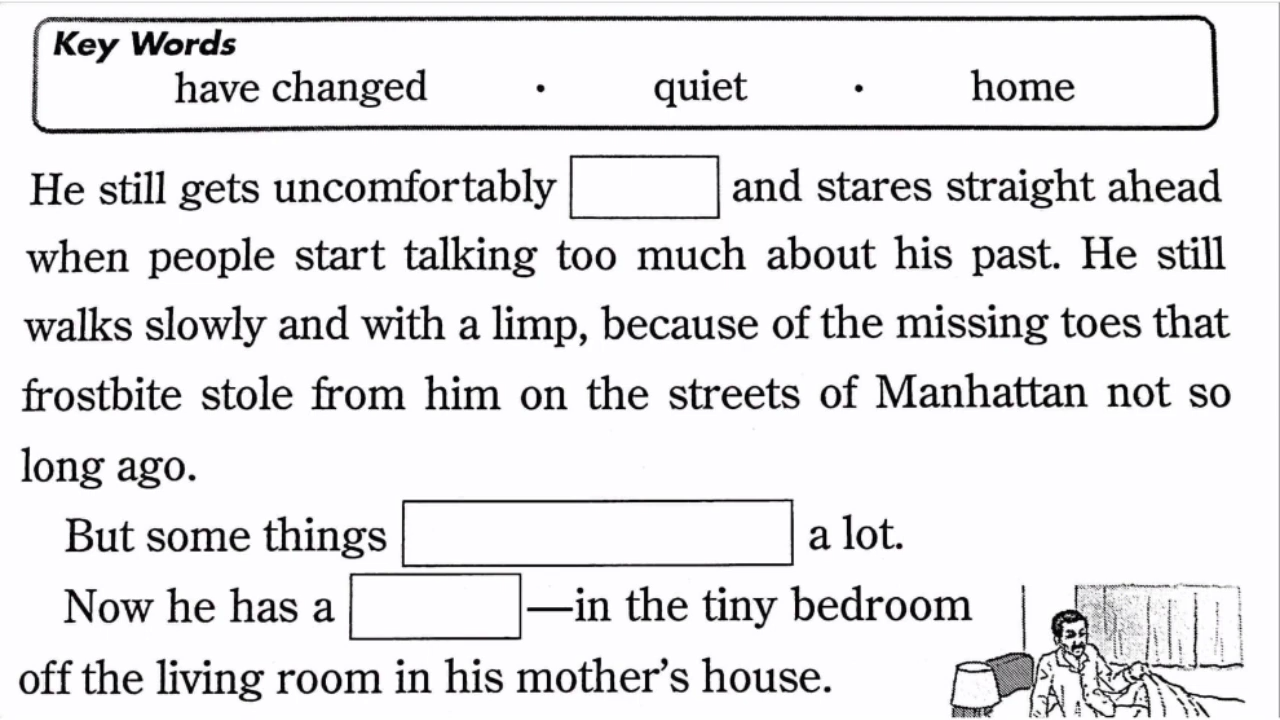 Key Words
have changed · quiet · home
He still gets uncomfortably and stares straight ahead
when people start talking too much about his past. He still
walks slowly and with a limp, because of the missing toes that
frostbite stole from him on the streets of Manhattan not so
long ago.
But some things a lot.
Now he has a —in the tiny bedroom
off the living room in his mother's house.